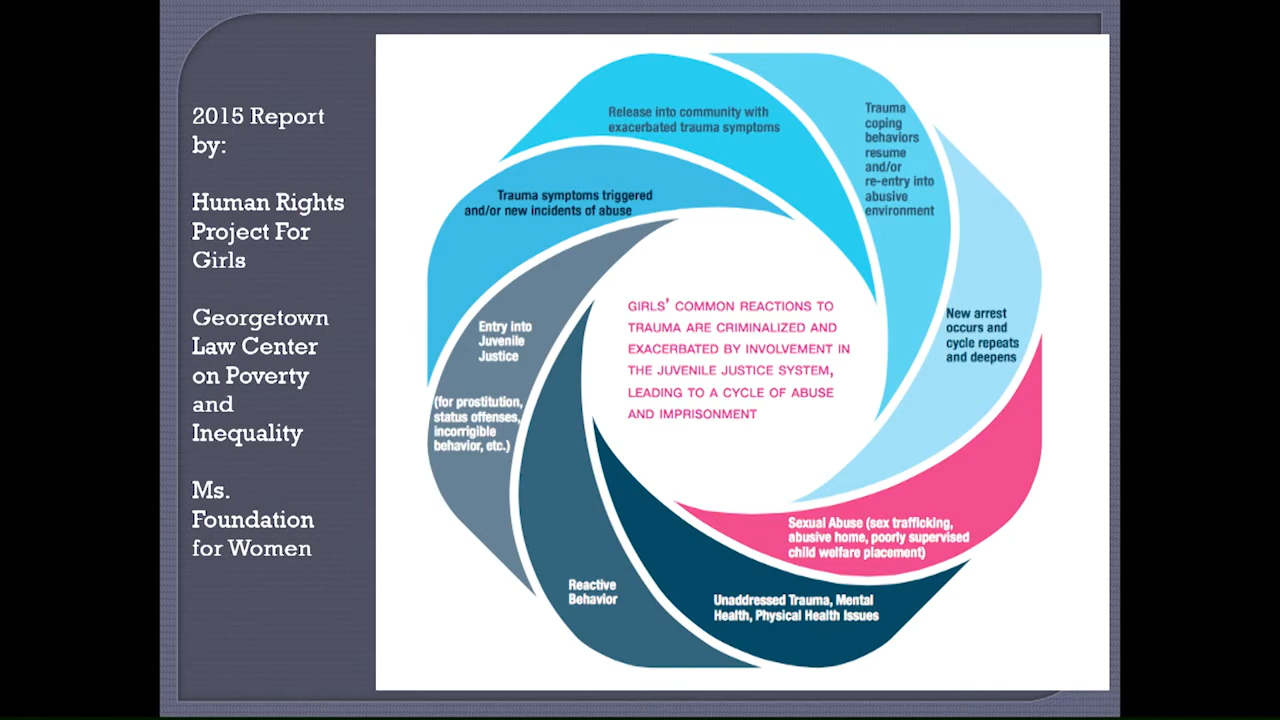 2015 Report
by:
Human Rights
Project For
Girls
Georgetown
Law Center
on Poverty
and
Inequality
Ms.
Foundation
for Women
Release into community with
exacerbated trauma symptoms
Trauma
coping
behaviors
resume
and/or
re-entry into
abusive
environment
New arrest
occurs and
cycle repeats
and deepens
Sexual Abuse (sex trafficking,
abusive home, poorly supervised
child welfare placement)
Unaddressed Trauma, Mental
Health, Physical Health Issues
Reactive
Behavior
Entry into
Juvenile
Justice
(for prostitution,
status offenses,
incorrigible
behavior, etc.)
Trauma symptoms triggered
and/or new incidents of abuse
GIRLS' COMMON REACTIONS TO
TRAUMA ARE CRIMINALIZED AND
EXACERBATED BY INVOLVEMENT IN
THE JUVENILE JUSTICE SYSTEM,
LEADING TO A CYCLE OF ABUSE
AND IMPRISONMENT